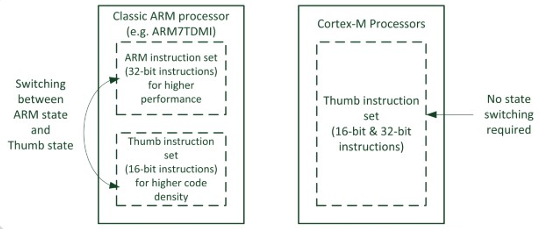 Classic ARM processor
(e.g. ARM7TDMI)
ARM instruction set
(32-bit instructions)
for higher
performance
Switching
between
ARM state
and
Thumb state
Thumb instruction
set
(16-bit instructions)
for higher code
density
Cortex-M Processors
Thumb instruction
set
(16-bit & 32-bit
instructions)
No state
switching
required